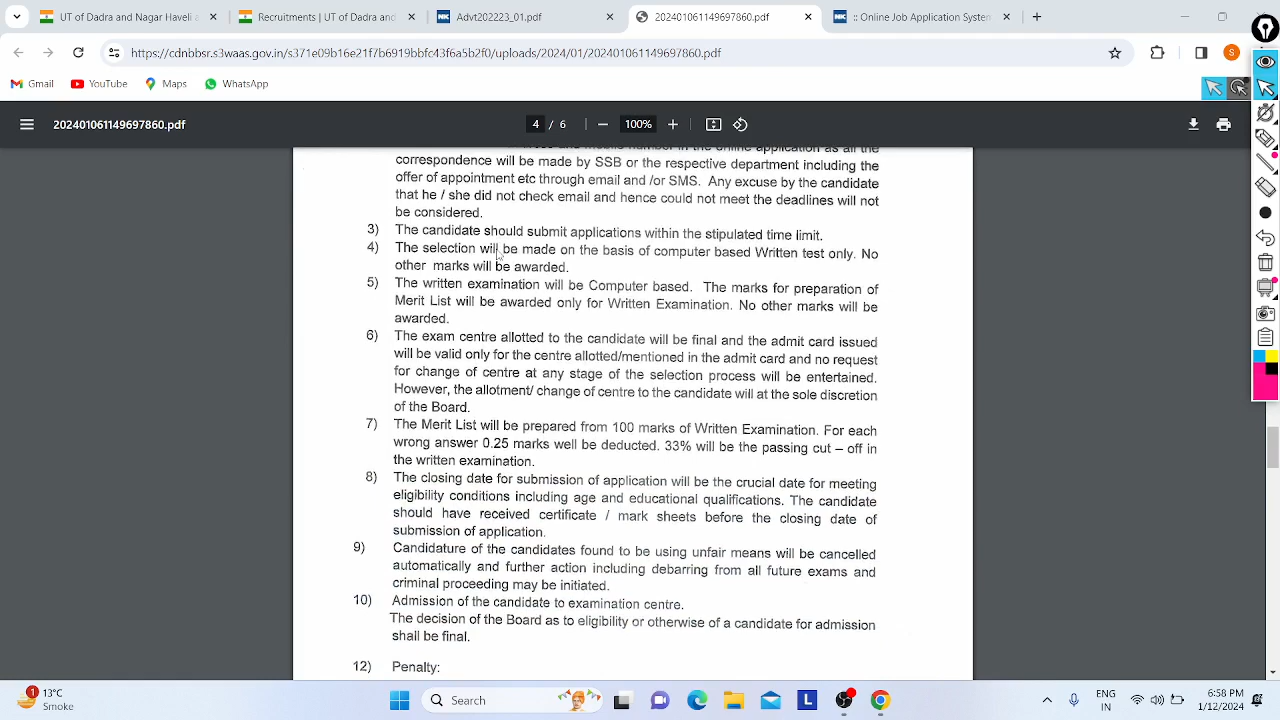 UT Administration of Dadra and Nagar Haveli a
Recruitment | UT of Dadra and
Advt2223_01.pdf
202401061149697860.pdf
:: Online Job Application System
https://cdnbbsr.s3waas.gov.in/s371e09b16e21f7b6919bbfc43f6a5b2f0/uploads/2024/01/202401061149697860.pdf
S
Gmail
YouTube
Maps
WhatsApp
202401061149697860.pdf
4 / 6
100%
mobile number in the online application as all the
correspondence will be made by SSB or the respective department including the
offer of appointment etc through email and /or SMS. Any excuse by the candidate
that he / she did not check email and hence could not meet the deadlines will not
be considered.
3) The candidate should submit applications within the stipulated time limit.
4) The selection will be made on the basis of computer based Written test only. No
other marks will be awarded.
5) The written examination will be Computer based. The marks for preparation of
Merit List will be awarded only for Written Examination. No other marks will be
awarded.
6) The exam centre allotted to the candidate will be final and the admit card issued
will be valid only for the centre allotted/mentioned in the admit card and no request
for change of centre at any stage of the selection process will be entertained.
However, the allotment/ change of centre to the candidate will at the sole discretion
of the Board.
7) The Merit List will be prepared from 100 marks of Written Examination. For each
wrong answer 0.25 marks well be deducted. 33% will be the passing cut – off in
the written examination.
8) The closing date for submission of application will be the crucial date for meeting
eligibility conditions including age and educational qualifications. The candidate
should have received certificate / mark sheets before the closing date of
submission of application.
9) Candidature of the candidates found to be using unfair means will be cancelled
automatically and further action including debarring from all future exams and
criminal proceeding may be initiated.
10) Admission of the candidate to examination centre.
The decision of the Board as to eligibility or otherwise of a candidate for admission
shall be final.
12) Penalty:
1
13°C
Smoke
Search
L
ENG
IN
6:58 PM
1/12/2024